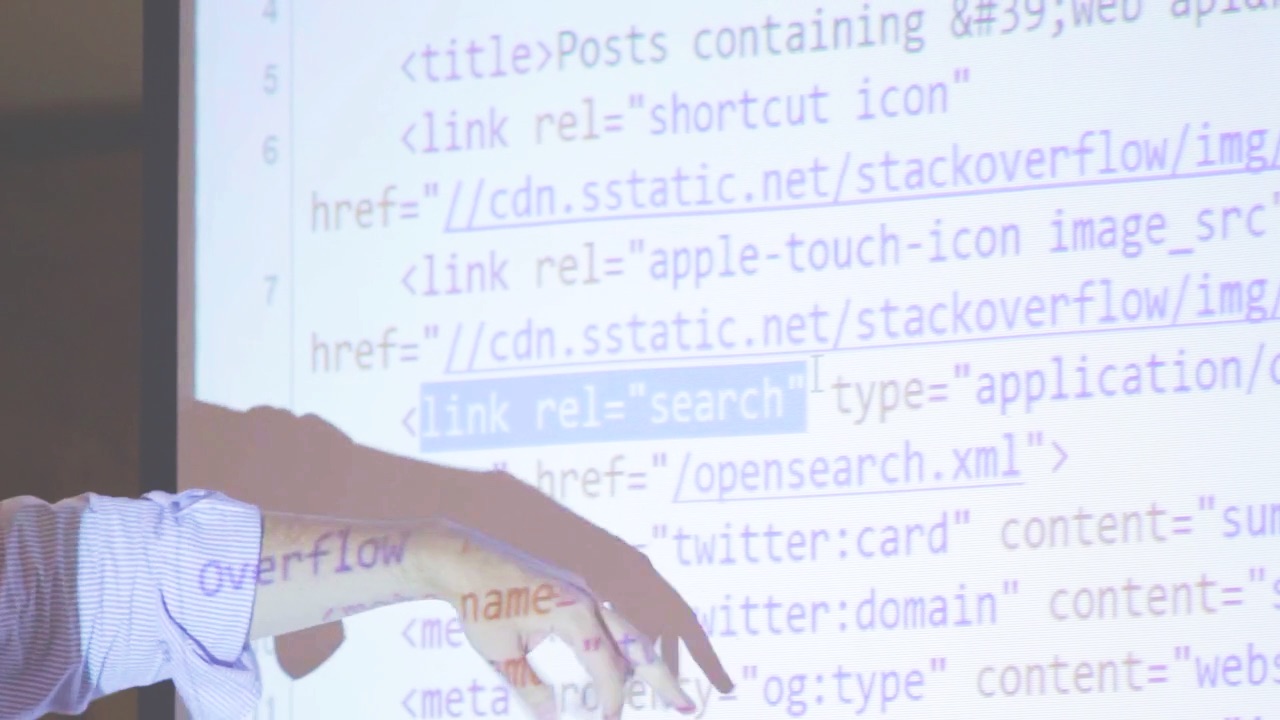 4
<title>Posts containing &#39;web
5 <link rel="shortcut icon"
6
href="//cdn.sstatic.net/stackoverflow/img/
<link rel="apple-touch-icon image_src"
7
href="//cdn.sstatic.net/stackoverflow/img/
<link rel="search" type="application/
" href="/opensearch.xml">
"twitter:card" content="sum
overflow
name= witter:domain" content="s
<meta "og:type" content="webs